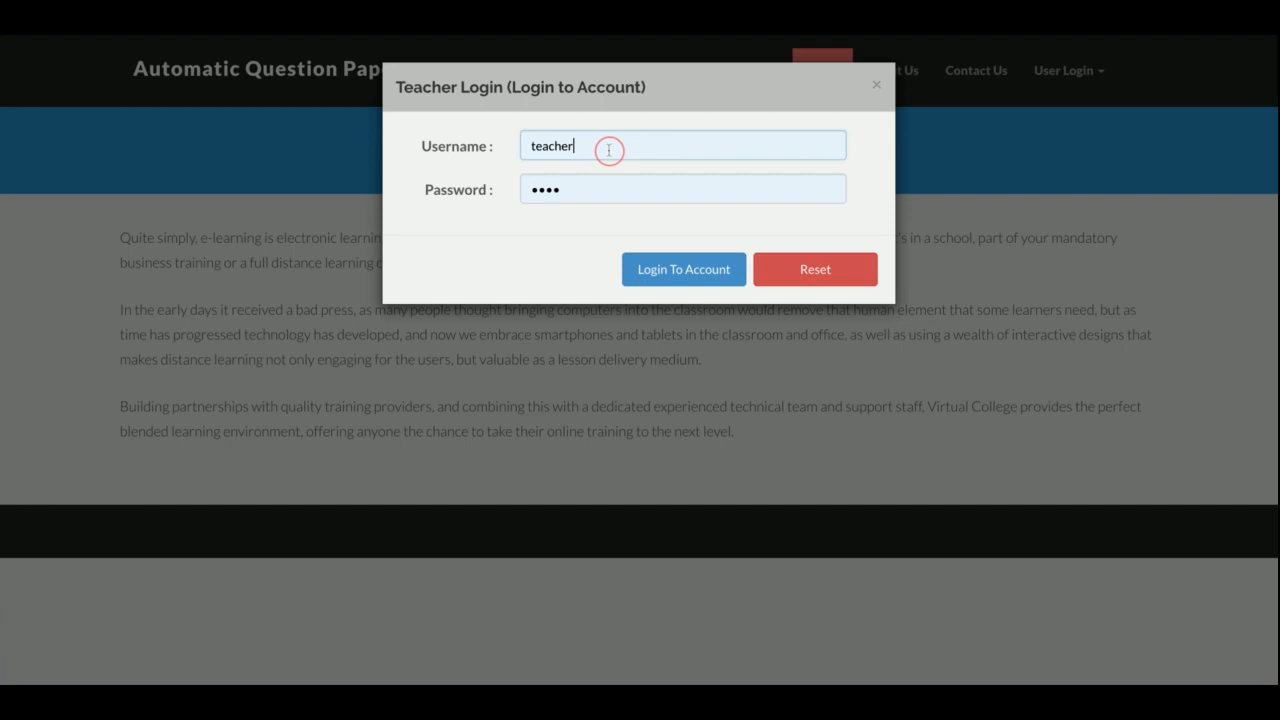 Automatic Question Pap
t Us
Contact Us
User Login
Teacher Login (Login to Account)
×
Username :
teacher
Password :
••••
Login To Account
Reset
Quite simply, e-learning is electronic learnin
's in a school, part of your mandatory
business training or a full distance learning c
In the early days it received a bad press, as many people thought bringing computers into the classroom would remove that human element that some learners need, but as
time has progressed technology has developed, and now we embrace smartphones and tablets in the classroom and office, as well as using a wealth of interactive designs that
makes distance learning not only engaging for the users, but valuable as a lesson delivery medium.
Building partnerships with quality training providers, and combining this with a dedicated experienced technical team and support staff, Virtual College provides the perfect
blended learning environment, offering anyone the chance to take their online training to the next level.